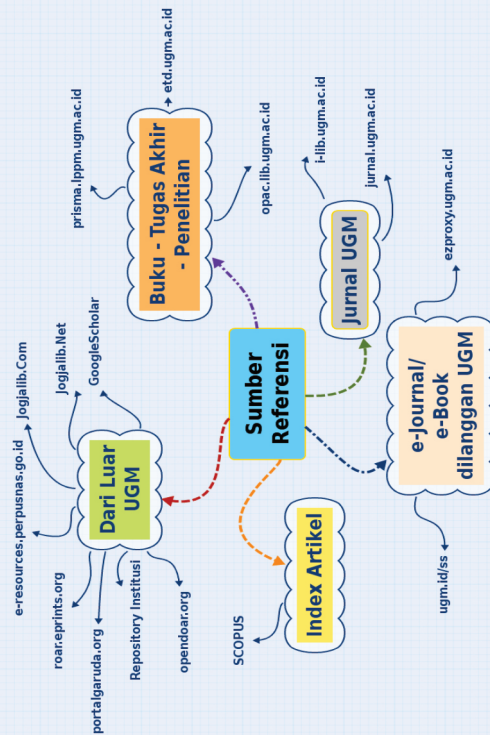 Sumber
Referensi
Buku - Tugas Akhir
- Penelitian
prisma.lppm.ugm.ac.id
etd.ugm.ac.id
opac.lib.ugm.ac.id
Jurnal UGM
i-lib.ugm.ac.id
jurnal.ugm.ac.id
e-Journal/
e-Book
dilanggan UGM
ezproxy.ugm.ac.id
ugm.id/ss
Index Artikel
SCOPUS
Dari Luar
UGM
e-resources.perpusnas.go.id
Jogjalib.Com
Jogjalib.Net
GoogleScholar
roar.eprints.org
portalgaruda.org
Repository Institusi
opendoar.org